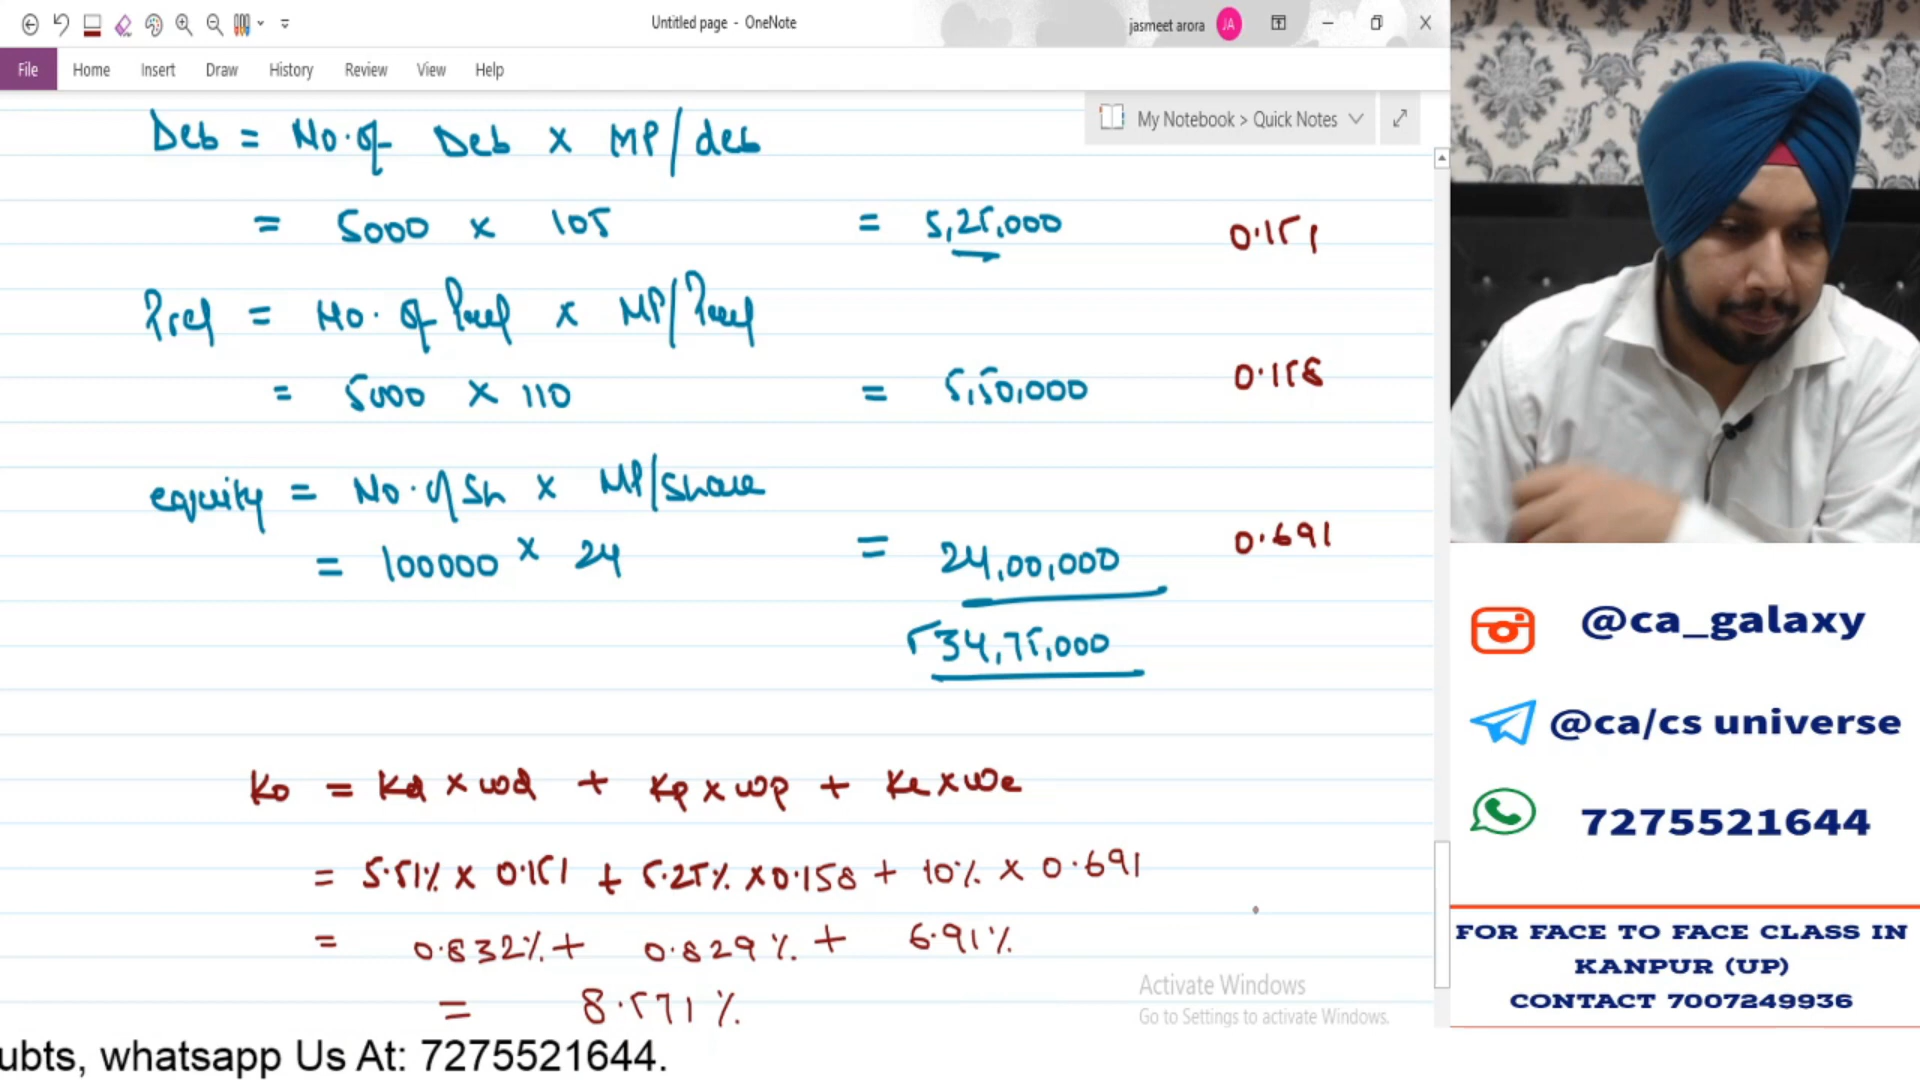 Untitled page - OneNote
jasmeet arora
JA
File Home Insert Draw History Review View Help
My Notebook > Quick Notes
Deb = No. of Deb x MP/deb
= 5000 x 105 = 5,25,000 0.151
Pref = No. of Pref x MP/Pref
= 5000 x 110 = 5,50,000 0.158
equity = No. of Sh x MP/share
= 100000 x 24 = 24,00,000 0.691
34,75,000
Ko = Kd x wd + Kp x wp + Ke x we
= 5.51% x 0.151 + 5.25% x 0.158 + 10% x 0.691
= 0.832% + 0.829% + 6.91%
= 8.571%
Activate Windows
Go to Settings to activate Windows.
@ca_galaxy
@ca/cs universe
7275521644
FOR FACE TO FACE CLASS IN
KANPUR (UP)
CONTACT 7007249936
ubts, whatsapp Us At: 7275521644.